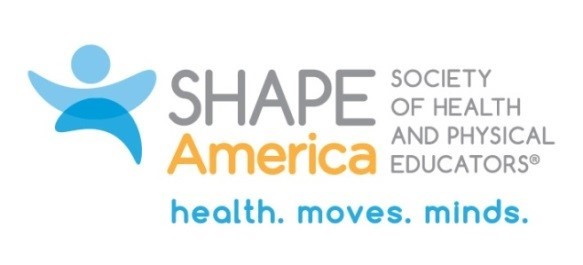 SHAPE
America
SOCIETY
OF HEALTH
AND PHYSICAL
EDUCATORS®
health. moves. minds.